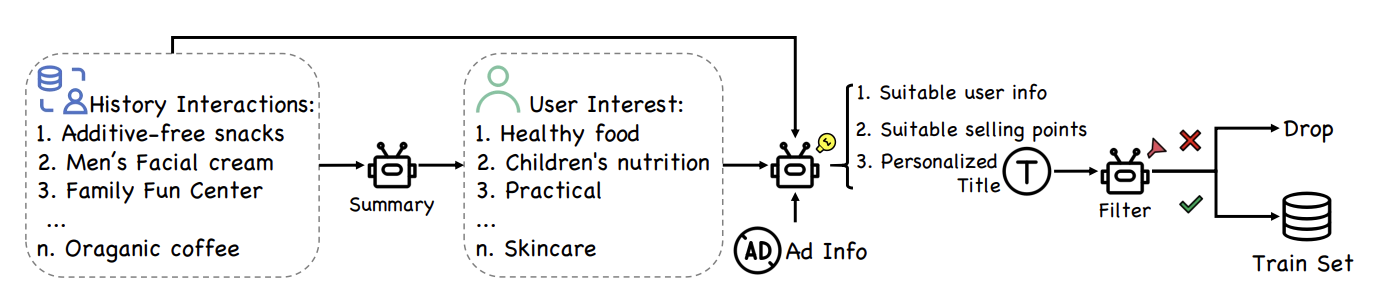 History Interactions:
1. Additive-free snacks
2. Men's Facial cream
3. Family Fun Center
...
n. Oraganic coffee
Summary
User Interest:
1. Healthy food
2. Children's nutrition
3. Practical
...
n. Skincare
AD Ad Info
1. Suitable user info
2. Suitable selling points
3. Personalized
Title
T
Filter
Drop
Train Set